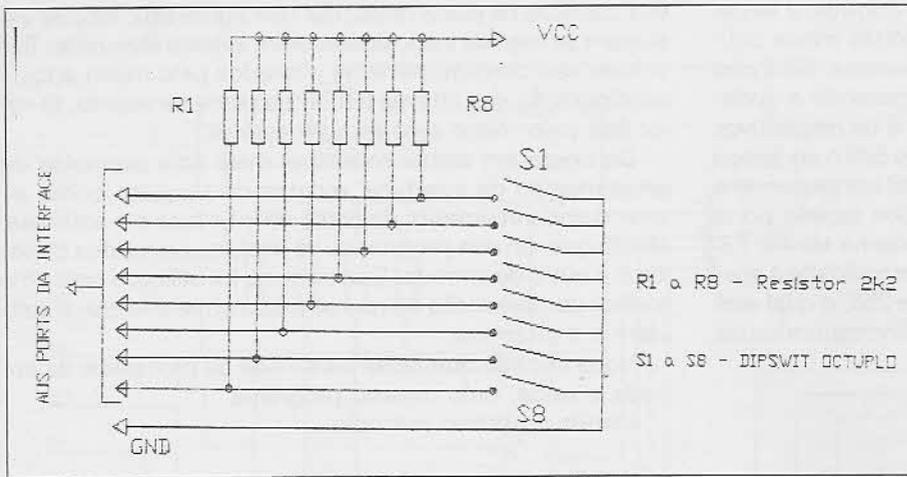 VCC
R1
R8
S1
AOS PORTS DA INTERFACE
R1 a R8 - Resistor 2k2
S1 a S8 - DIPSWIT OCTUPLO
S8
GND